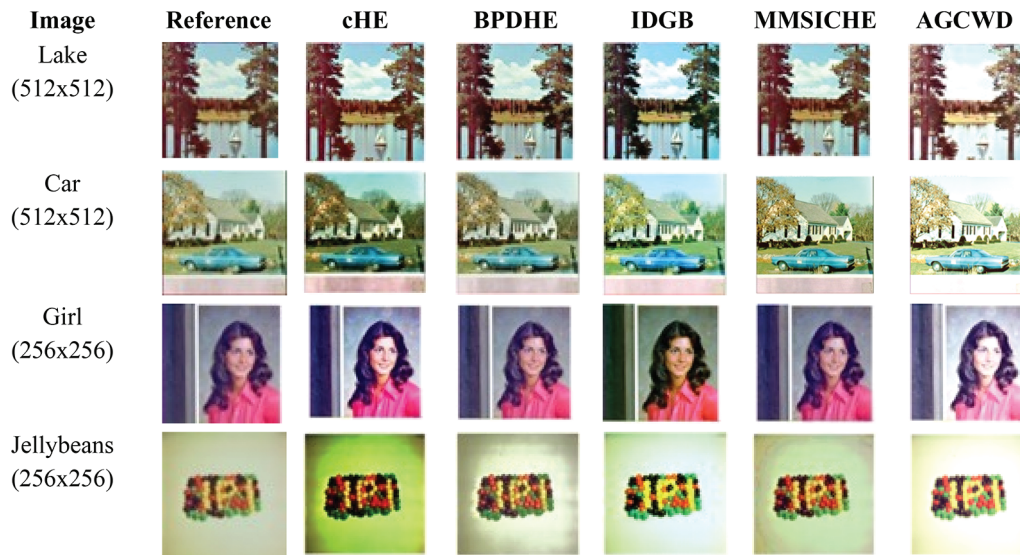 Image Reference cHE BPDHE IDGB MMSICHE AGCWD
Lake
(512x512)
Car
(512x512)
Girl
(256x256)
Jellybeans
(256x256)